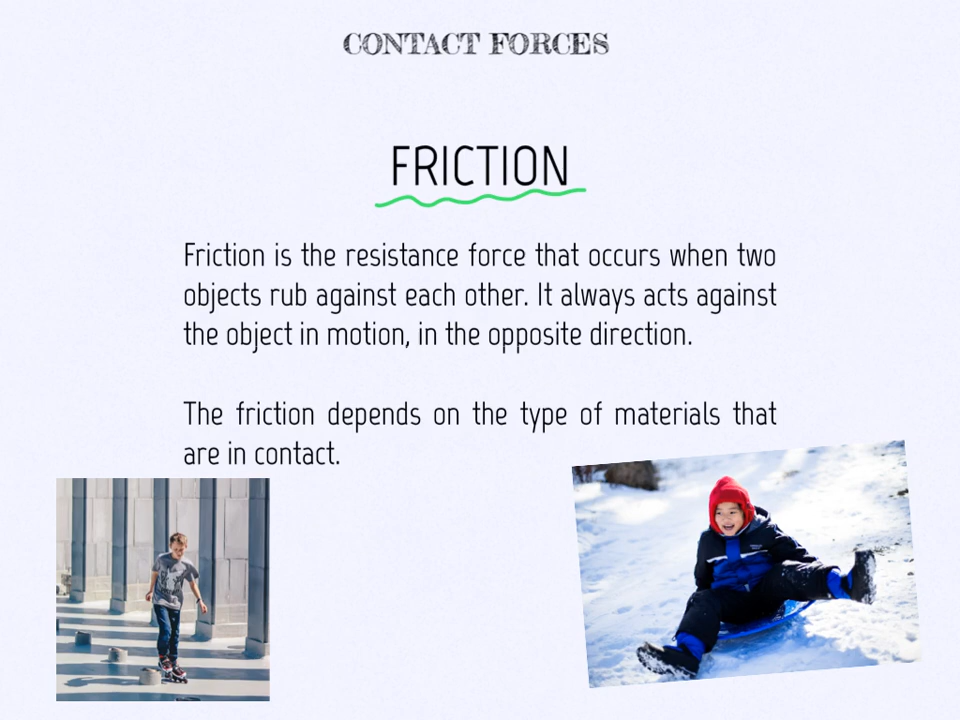 CONTACT FORCES
FRICTION
Friction is the resistance force that occurs when two
objects rub against each other. It always acts against
the object in motion, in the opposite direction.
The friction depends on the type of materials that
are in contact.